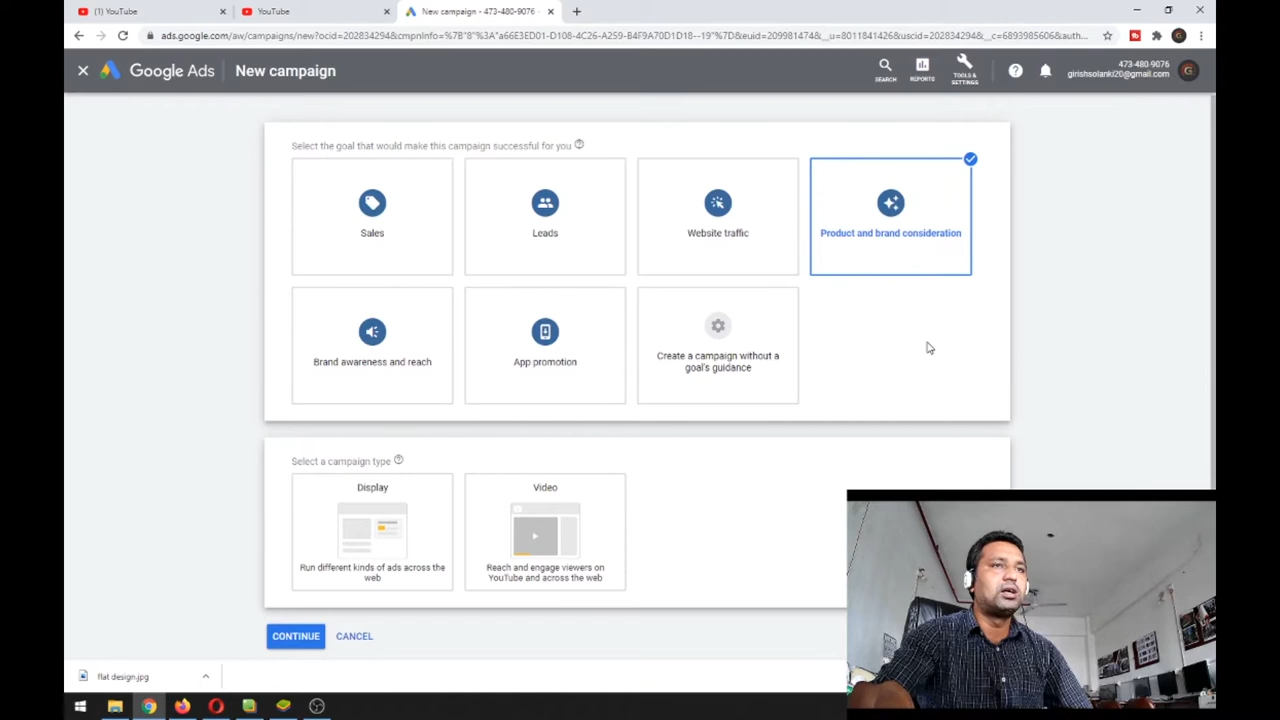 (1) YouTube
YouTube
New campaign - 473-480-9076 -
ads.google.com/aw/campaigns/new?ocid=202834294&cmpnInfo=%7B"8"%3A"a66E3ED01-D108-4C26-A259-B4F9A70D1D18--19"%7D&euid=209981474&__u=8011841426&uscid=202834294&__c=6893985606&auth...
Google Ads
New campaign
SEARCH
REPORTS
TOOLS &
SETTINGS
473-480-9076
girishsolanki20@gmail.com
G
Select the goal that would make this campaign successful for you
Sales
Leads
Website traffic
Product and brand consideration
Brand awareness and reach
App promotion
Create a campaign without a
goal's guidance
Select a campaign type
Display
Run different kinds of ads across the
web
Video
Reach and engage viewers on
YouTube and across the web
CONTINUE
CANCEL
flat design.jpg